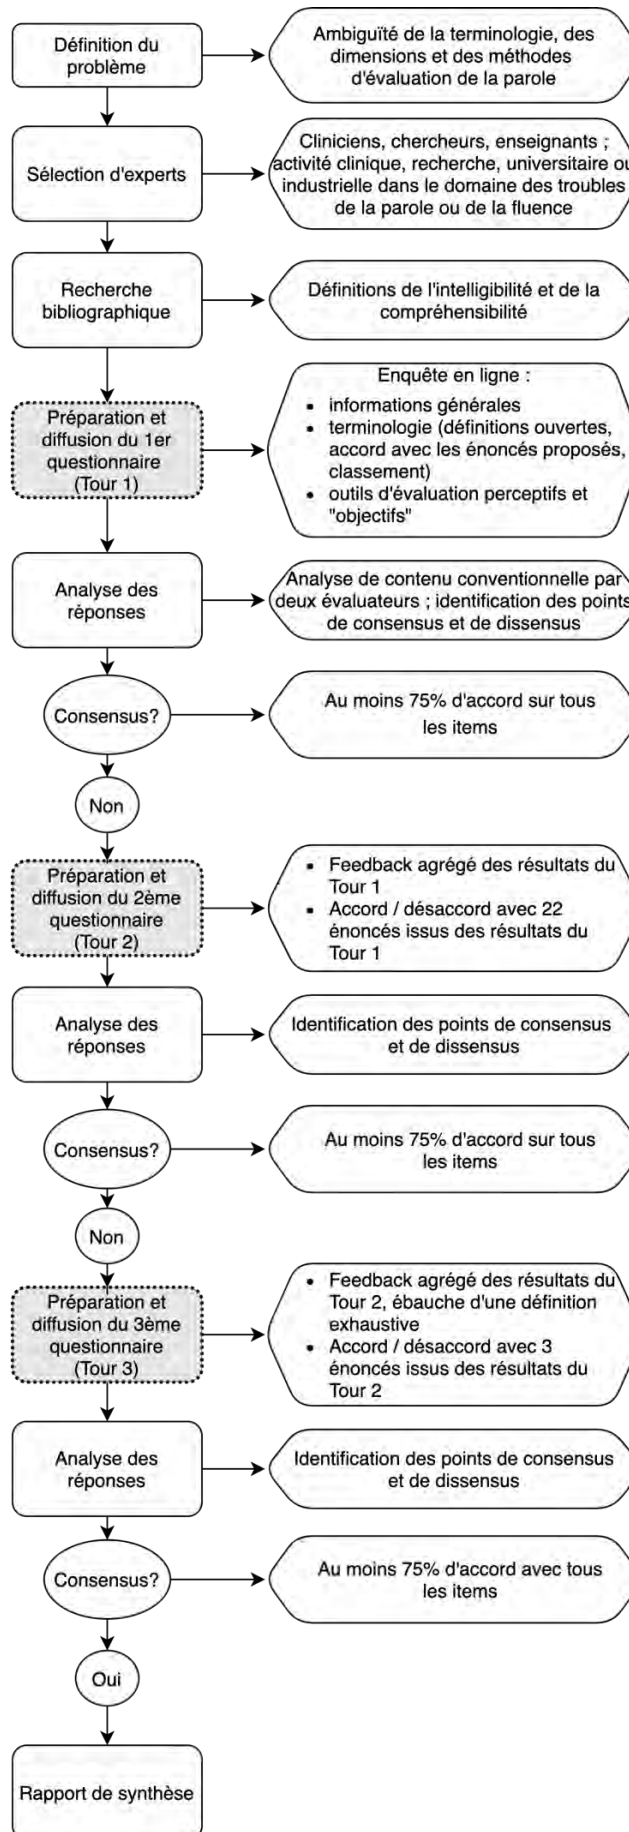 Définition du
problème
Ambiguïté de la terminologie, des
dimensions et des méthodes
d'évaluation de la parole
Sélection d'experts
Cliniciens, chercheurs, enseignants ;
activité clinique, recherche, universitaire ou
industrielle dans le domaine des troubles
de la parole ou de la fluence
Recherche
bibliographique
Définitions de l'intelligibilité et de la
compréhensibilité
Préparation et
diffusion du 1er
questionnaire
(Tour 1)
Enquête en ligne :
▪ informations générales
▪ terminologie (définitions ouvertes,
accord avec les énoncés proposés,
classement)
▪ outils d'évaluation perceptifs et
"objectifs"
Analyse des
réponses
Analyse de contenu conventionnelle par
deux évaluateurs ; identification des points
de consensus et de dissensus
Consensus?
Au moins 75% d'accord sur tous
les items
Non
Préparation et
diffusion du 2ème
questionnaire
(Tour 2)
▪ Feedback agrégé des résultats du
Tour 1
▪ Accord / désaccord avec 22
énoncés issus des résultats du
Tour 1
Analyse des
réponses
Identification des points de consensus
et de dissensus
Consensus?
Au moins 75% d'accord sur tous
les items
Non
Préparation et
diffusion du 3ème
questionnaire
(Tour 3)
• Feedback agrégé des résultats du
Tour 2, ébauche d'une définition
exhaustive
• Accord / désaccord avec 3
énoncés issus des résultats du
Tour 2
Analyse des
réponses
Identification des points de consensus
et de dissensus
Consensus?
Au moins 75% d'accord avec tous
les items
Oui
Rapport de synthèse